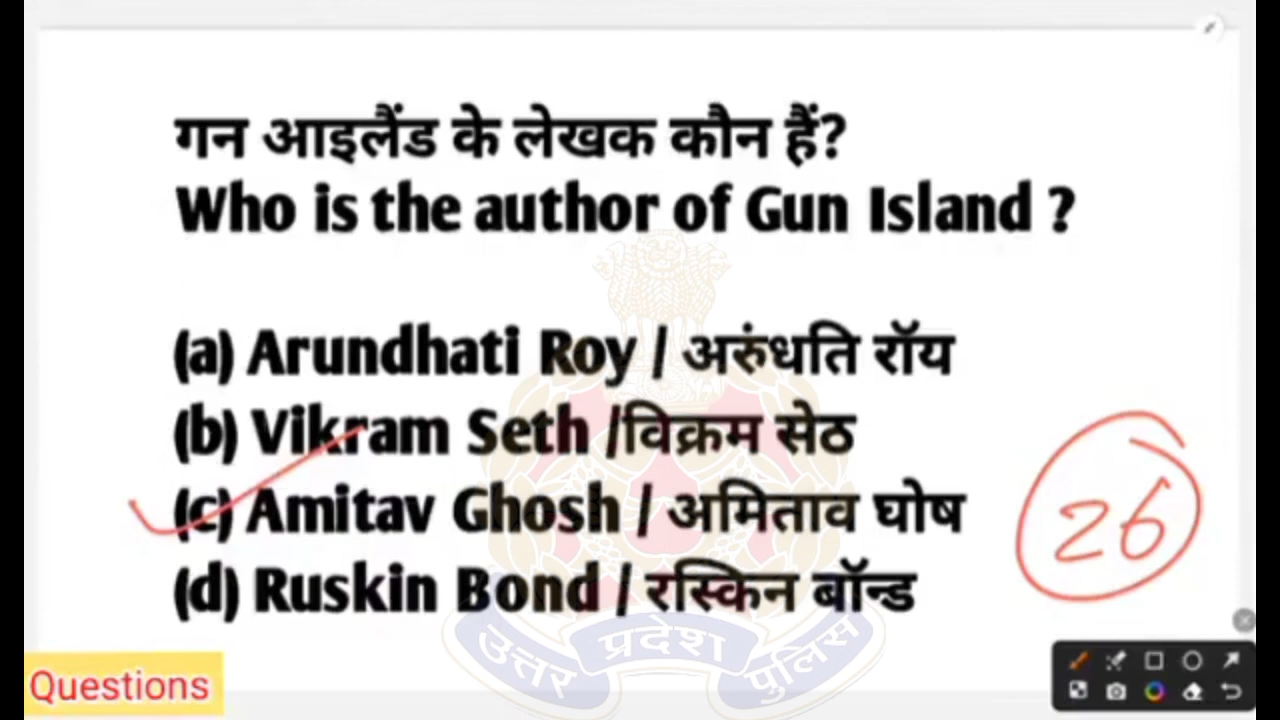 गन आइलैंड के लेखक कौन हैं?
Who is the author of Gun Island ?
(a) Arundhati Roy / अरुंधति रॉय
(b) Vikram Seth /विक्रम सेठ
(c) Amitav Ghosh / अमिताव घोष
(d) Ruskin Bond / रस्किन बॉन्ड
26
उत्तर प्रदेश पुलिस
Questions